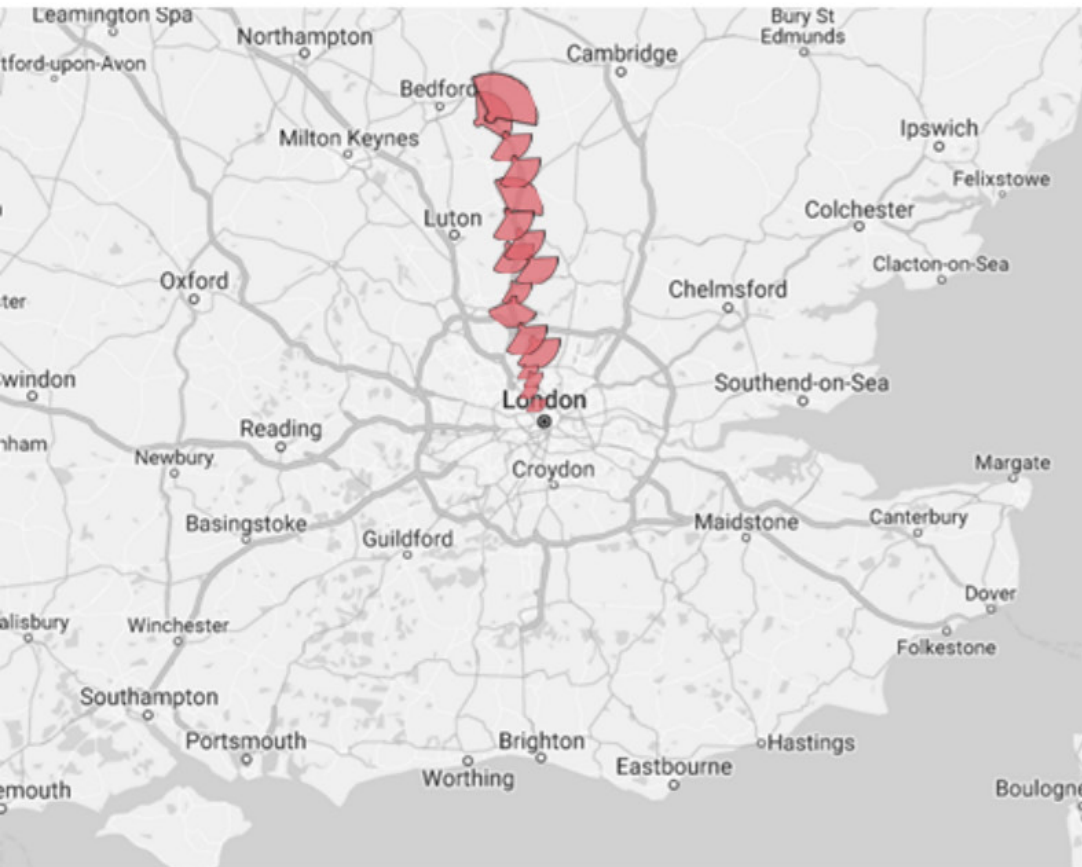 Leamington Spa
Bury St
Edmunds
Northampton
Cambridge
tford-upon-Avon
Bedford
Ipswich
Milton Keynes
Felixstowe
Colchester
Luton
Clacton-on-Sea
Oxford
Chelmsford
ster
windon
Southend-on-Sea
London
Reading
nham
Newbury
Croydon
Margate
Basingstoke
Maidstone
Canterbury
Guildford
Dover
alisbury
Winchester
Folkestone
Southampton
Portsmouth
Brighton
Hastings
Worthing
Eastbourne
emouth
Boulogne